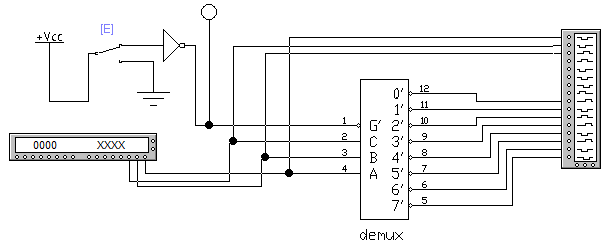 [E]
+Vcc
0000 XXXX
1 G' 0' 12
2 C 1' 11
3 B 2' 10
4 A 3' 9
4' 8
5' 7
6' 6
7' 5
demux